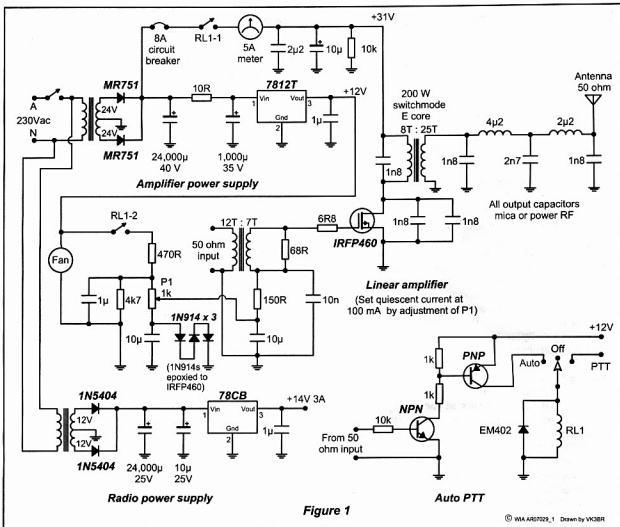 8A
circuit
breaker
RL1-1
5A
meter
2µ2
10µ
10k
+31V
Antenna
50 ohm
MR751
A
230Vac
N
24V
24V
MR751
10R
7812T
Vin
Vout
Gnd
1
2
3
+12V
1µ
24,000µ
40 V
1,000µ
35 V
Amplifier power supply
200 W
switchmode
E core
8T : 25T
1n8
4µ2
2µ2
1n8
2n7
1n8
All output capacitors
mica or power RF
RL1-2
Fan
470R
P1
1k
1µ
4k7
10µ
1N914 x 3
(1N914s
epoxied to
IRFP460)
12T : 7T
50 ohm
input
68R
150R
10n
10µ
6R8
IRFP460
1n8
1n8
Linear amplifier
(Set quiescent current at
100 mA by adjustment of P1)
1N5404
12V
12V
1N5404
78CB
Vin
Vout
Gnd
1
2
3
+14V 3A
1µ
24,000µ
25V
10µ
25V
Radio power supply
+12V
1k
PNP
1k
Auto
Off
PTT
NPN
10k
From 50
ohm input
EM402
RL1
Auto PTT
Figure 1
© WIA AR07029_1 Drawn by VK3BR